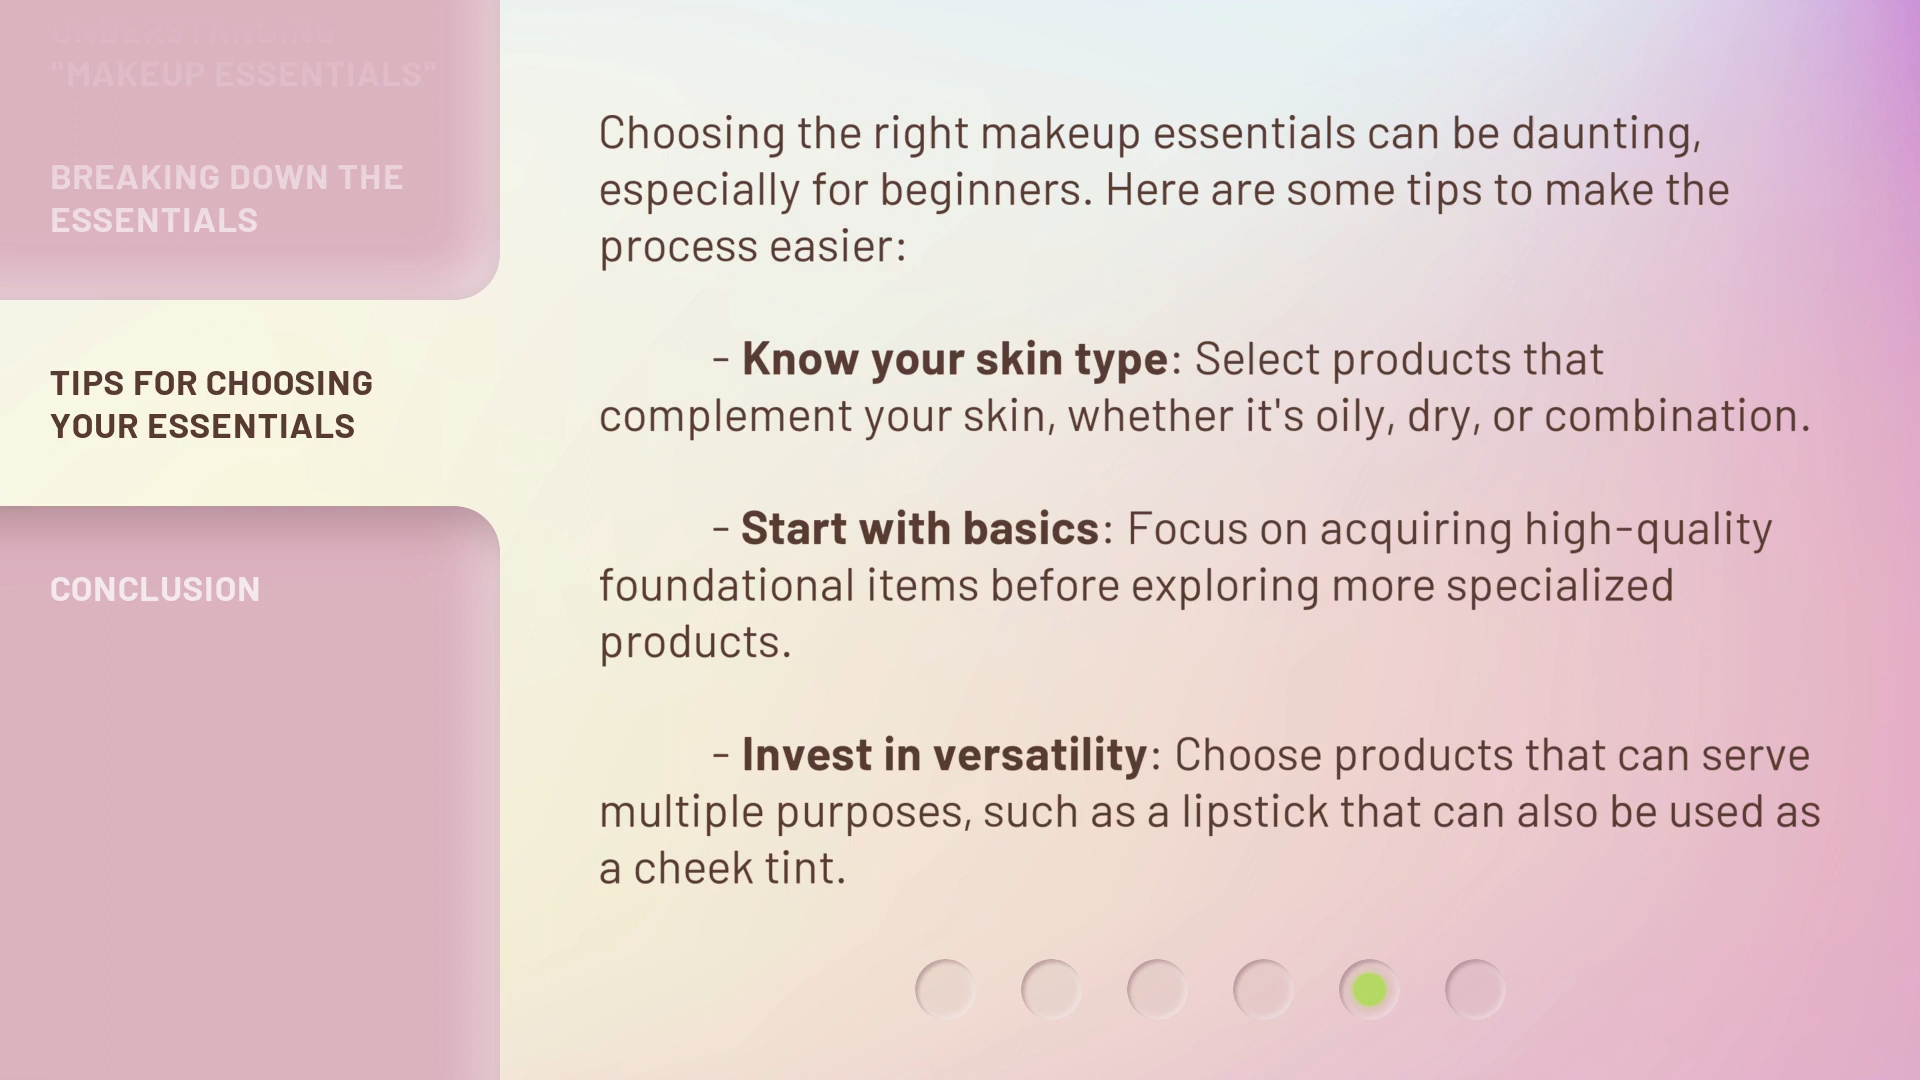 UNDERSTANDING
"MAKEUP ESSENTIALS"
BREAKING DOWN THE
ESSENTIALS
TIPS FOR CHOOSING
YOUR ESSENTIALS
CONCLUSION
Choosing the right makeup essentials can be daunting,
especially for beginners. Here are some tips to make the
process easier:
- Know your skin type: Select products that
complement your skin, whether it's oily, dry, or combination.
- Start with basics: Focus on acquiring high-quality
foundational items before exploring more specialized
products.
- Invest in versatility: Choose products that can serve
multiple purposes, such as a lipstick that can also be used as
a cheek tint.